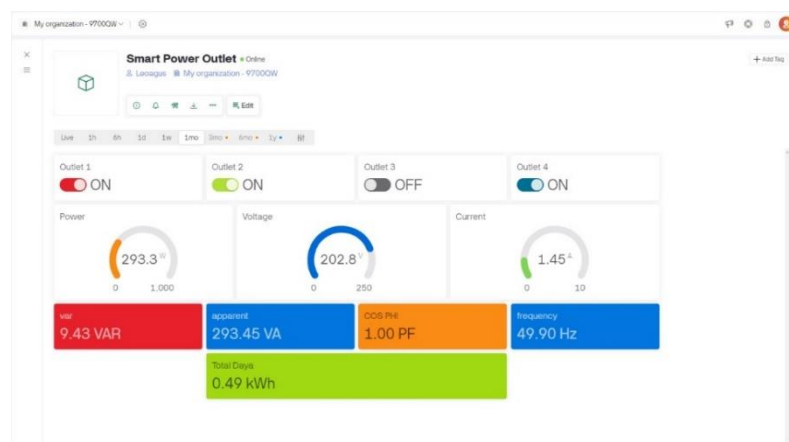 My organization - 9700QW
Smart Power Outlet • Online
Leoagus My organization - 9700QW
+ Add Tag
Edit
Live 1h 6h 1d 1w 1mo 3mo • 6mo • 1y •
Outlet 1 Outlet 2 Outlet 3 Outlet 4
ON ON OFF ON
Power Voltage Current
293.3 W 202.8 V 1.45 A
0 1,000 0 250 0 10
var apparent COS PHI frequency
9.43 VAR 293.45 VA 1.00 PF 49.90 Hz
Total Daya
0.49 kWh